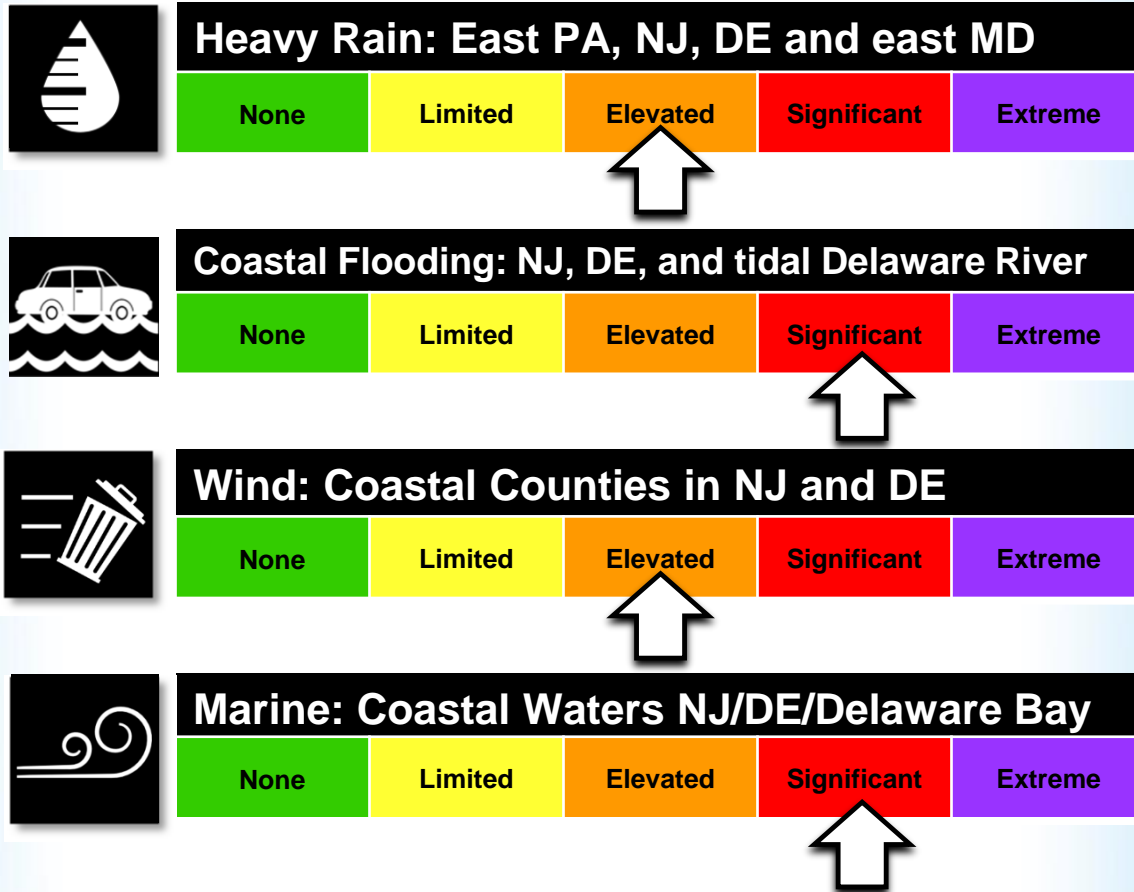 Heavy Rain: East PA, NJ, DE and east MD
None Limited Elevated Significant Extreme
Coastal Flooding: NJ, DE, and tidal Delaware River
None Limited Elevated Significant Extreme
Wind: Coastal Counties in NJ and DE
None Limited Elevated Significant Extreme
Marine: Coastal Waters NJ/DE/Delaware Bay
None Limited Elevated Significant Extreme